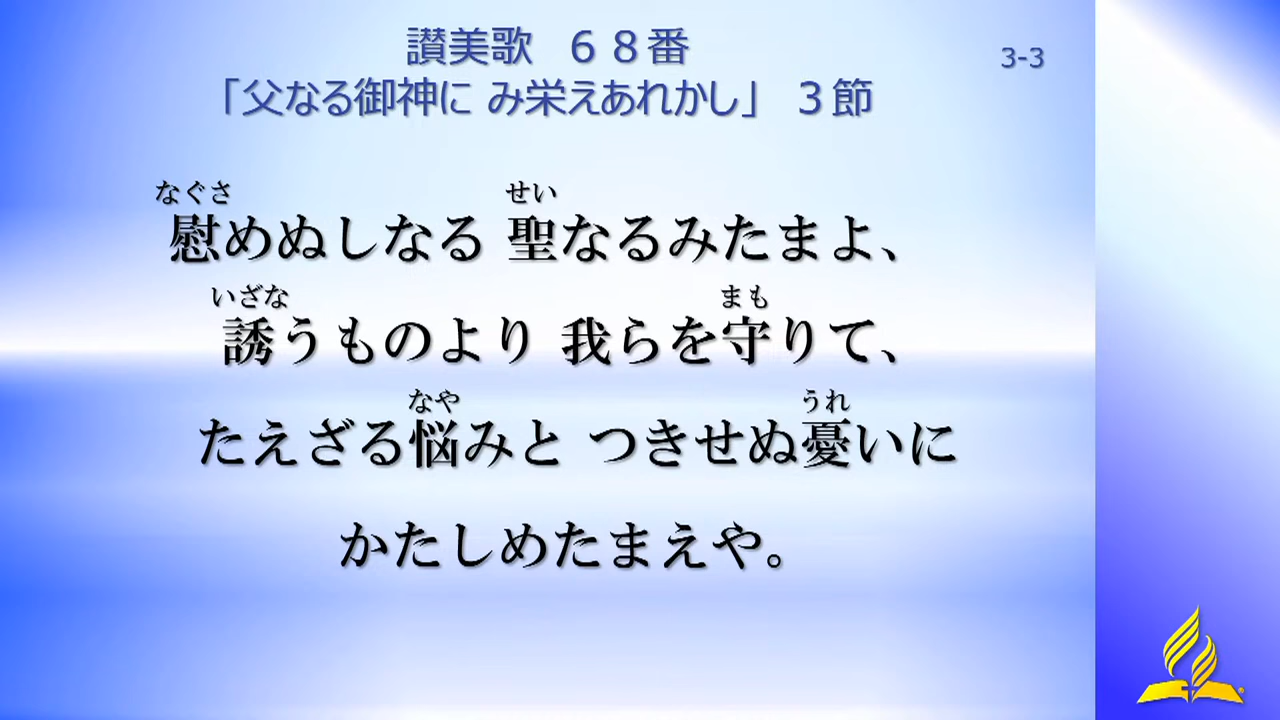 讃美歌　６８番
3-3
「父なる御神に み栄えあれかし」　３節
なぐさ　せい
慰めぬしなる 聖なるみたまよ、
いざな　まも
誘うものより 我らを守りて、
なや　うれ
たえざる悩みと つきせぬ憂いに
かたしめたまえや。